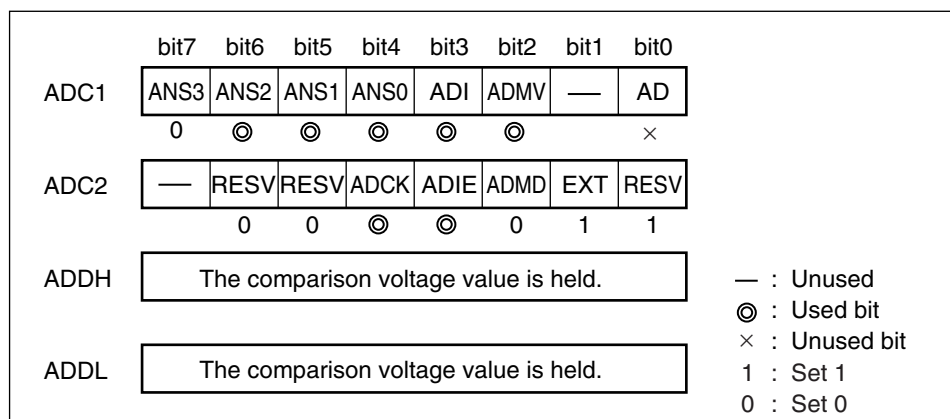 bit7 bit6 bit5 bit4 bit3 bit2 bit1 bit0
ADC1 ANS3 ANS2 ANS1 ANS0 ADI ADMV — AD
0 ◎ ◎ ◎ ◎ ◎ ×
ADC2 — RESV RESV ADCK ADIE ADMD EXT RESV
0 0 ◎ ◎ 0 1 1
ADDH The comparison voltage value is held.
— : Unused
◎ : Used bit
× : Unused bit
ADDL The comparison voltage value is held.
1 : Set 1
0 : Set 0